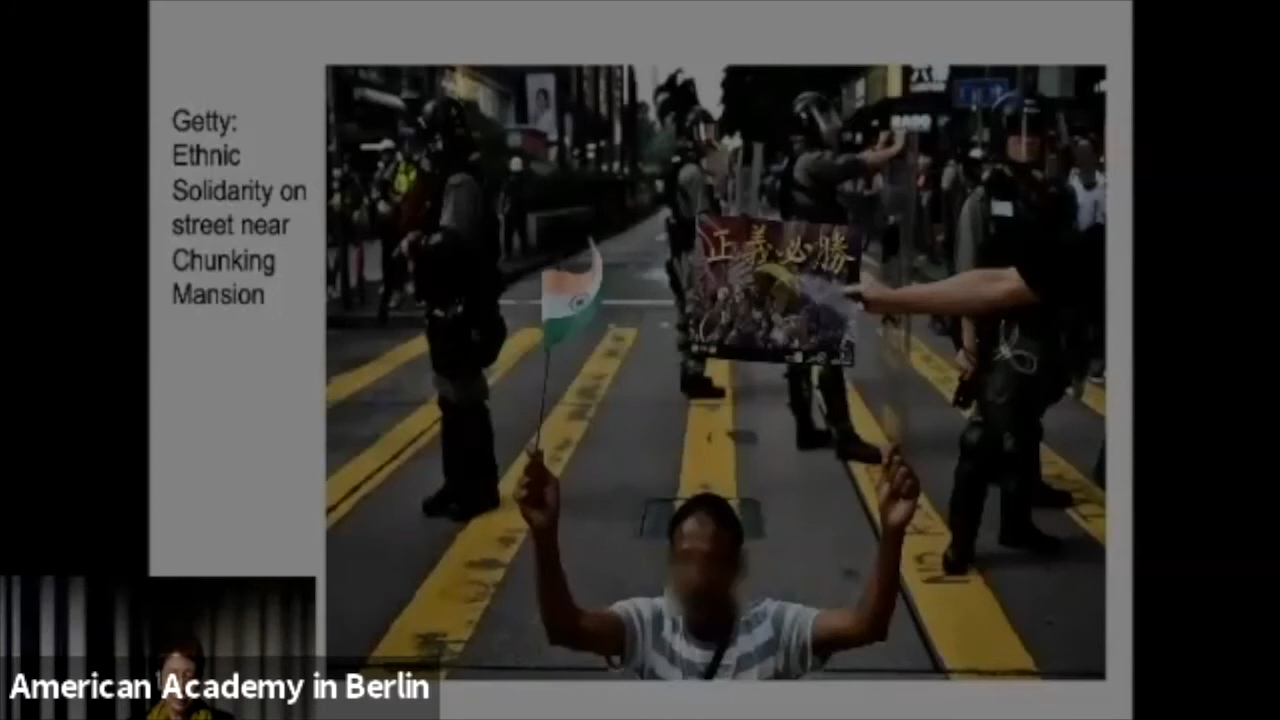 Getty:
Ethnic
Solidarity on
street near
Chunking
Mansion
正義必勝
American Academy in Berlin